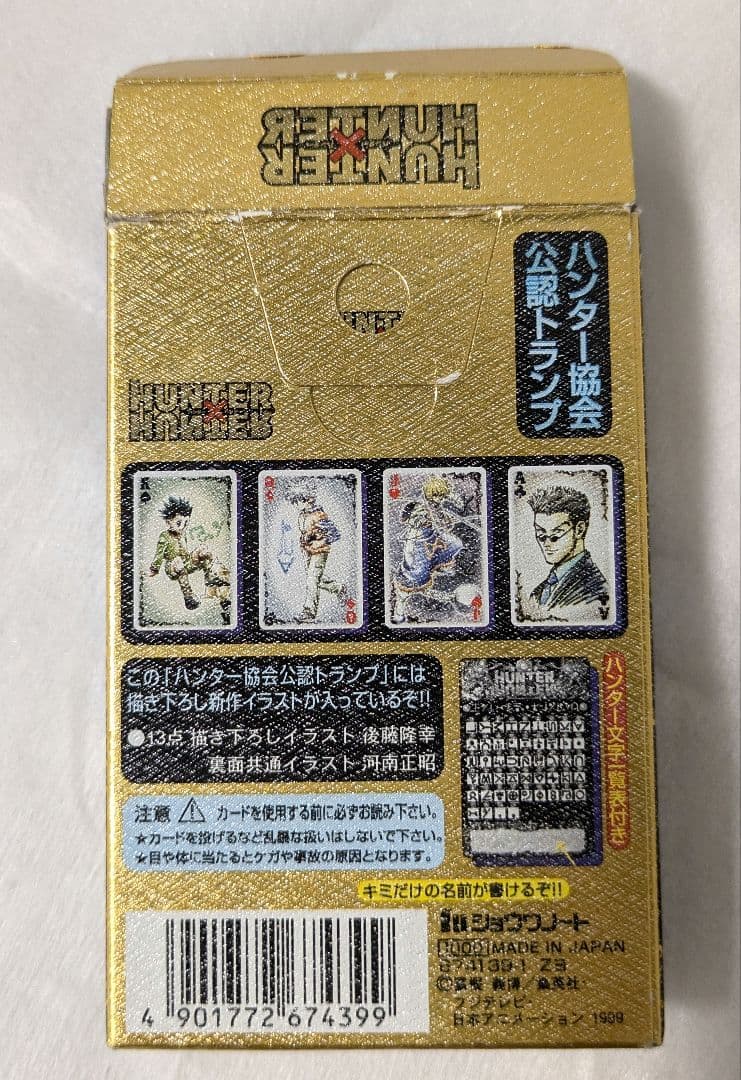 HUNTER
×
HUNTER
ハンター協会
公認トランプ
HUNTER
×
HUNTER
この「ハンター協会公認トランプ」には
描き下ろし新作イラストが入っているぞ!!
●13点 描き下ろしイラスト 後藤隆幸
裏面共通イラスト 河南正昭
HUNTER
HUNTER
ハンター文字一覧表付き
注意 ⚠ カードを使用する前に必ずお読み下さい。
★カードを投げるなど乱暴な扱いはしないで下さい。
★目や体に当たるとケガや事故の原因となります。
キミだけの名前が書けるぞ!!
ショウワノート
MADE IN JAPAN
©冨樫 義博/集英社・
フジテレビ・
日本アニメーション 1999
4 901772 674399